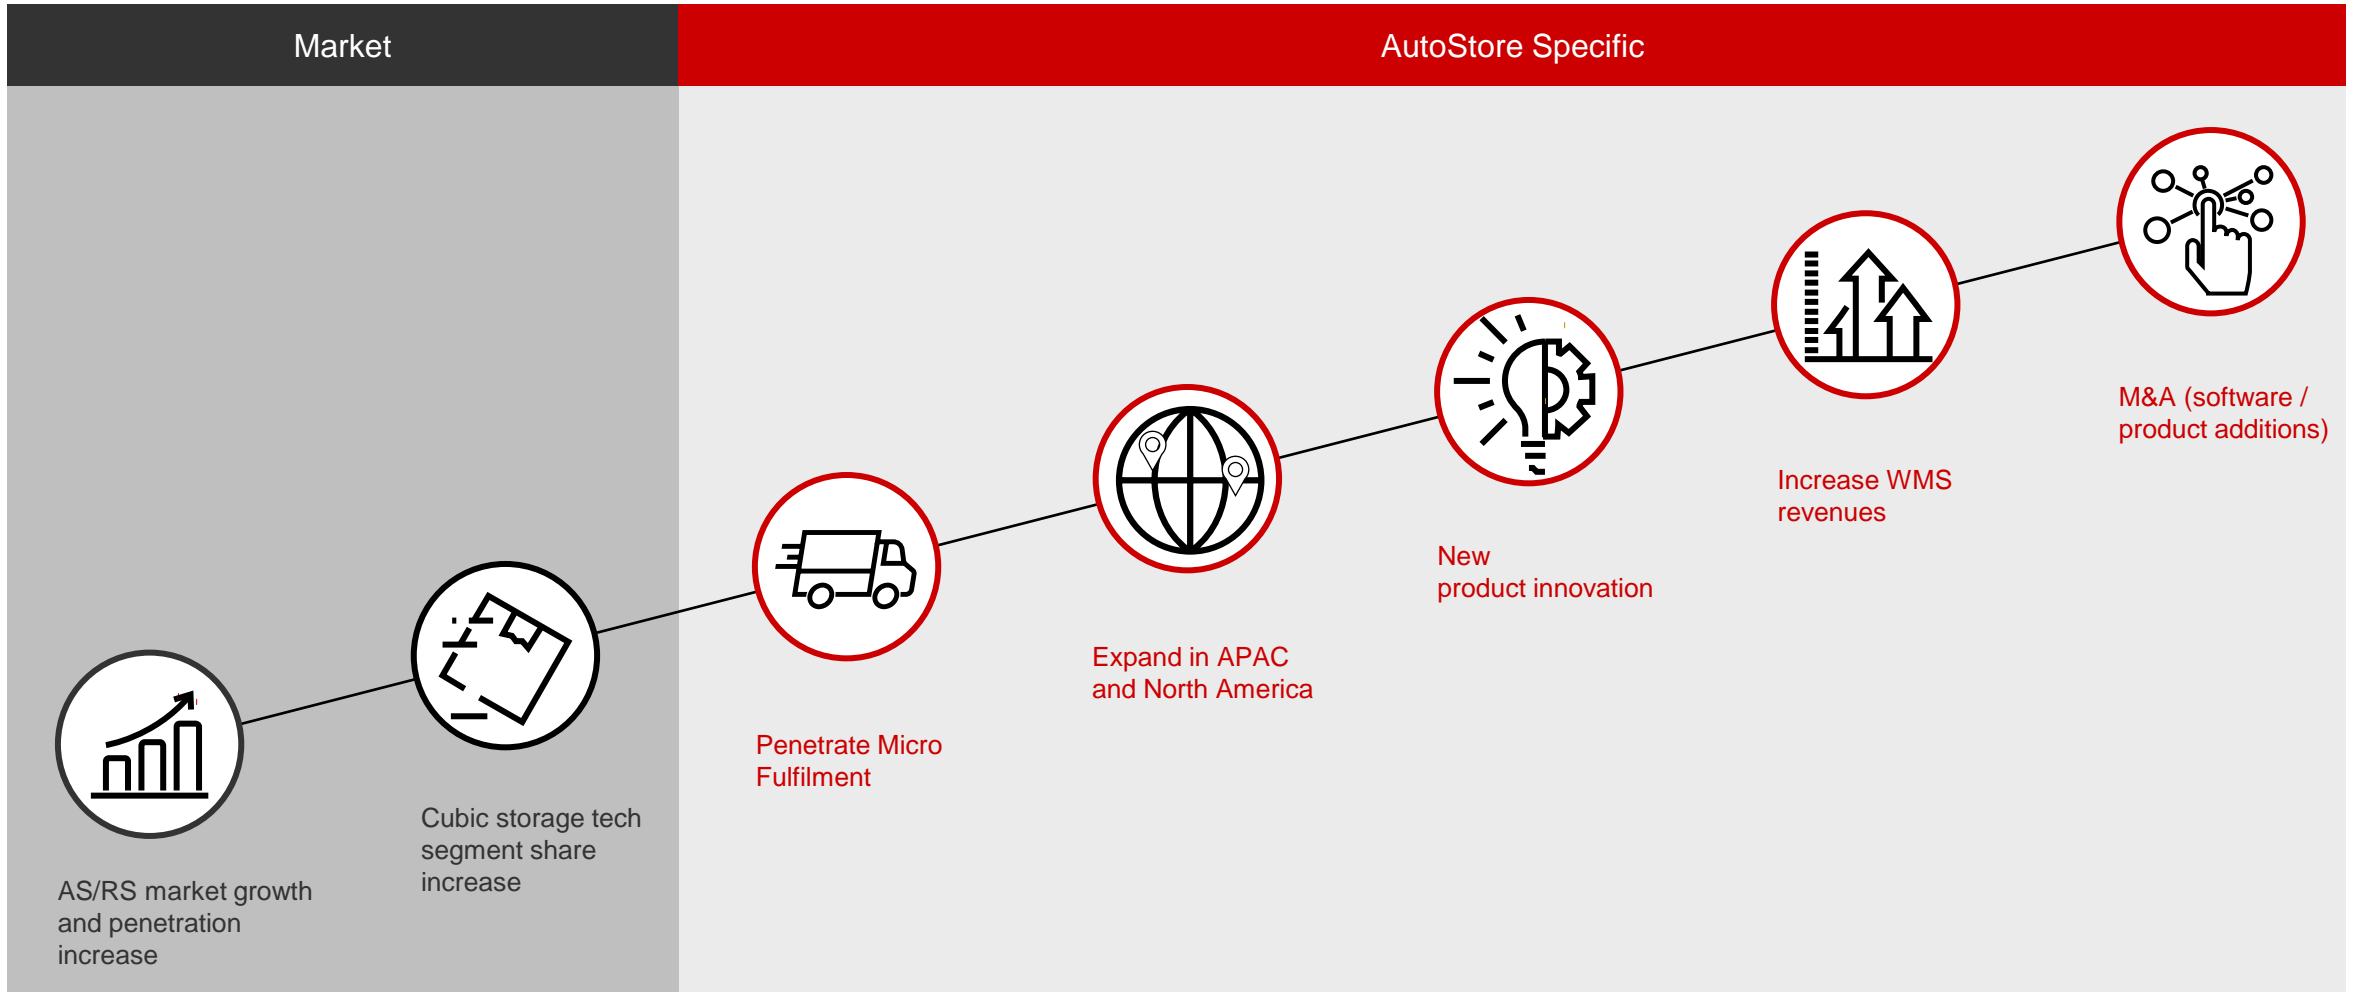 Market
AutoStore Specific
AS/RS market growth
and penetration
increase
Cubic storage tech
segment share
increase
Penetrate Micro
Fulfilment
Expand in APAC
and North America
New
product innovation
Increase WMS
revenues
M&A (software /
product additions)